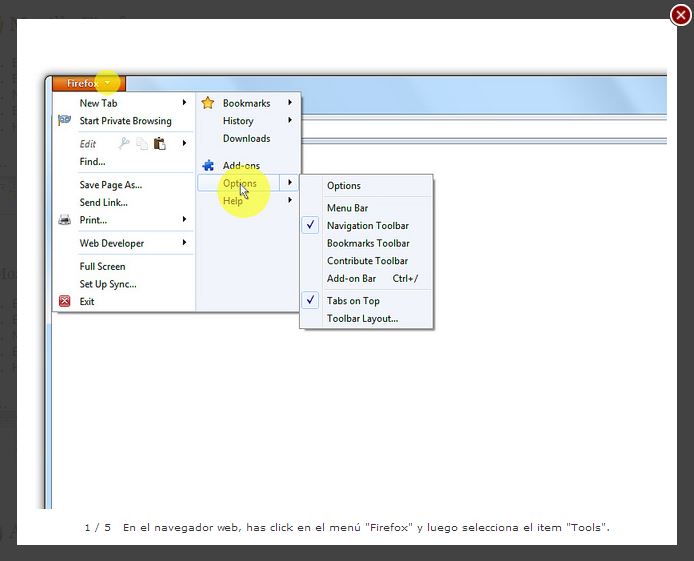 Firefox
New Tab
Start Private Browsing
Edit
Find...
Save Page As...
Send Link...
Print...
Web Developer
Full Screen
Set Up Sync...
Exit
Bookmarks
History
Downloads
Add-ons
Options
Help
Options
Menu Bar
Navigation Toolbar
Bookmarks Toolbar
Contribute Toolbar
Add-on Bar Ctrl+/
Tabs on Top
Toolbar Layout...
1 / 5 En el navegador web, has click en el menú "Firefox" y luego selecciona el item "Tools".